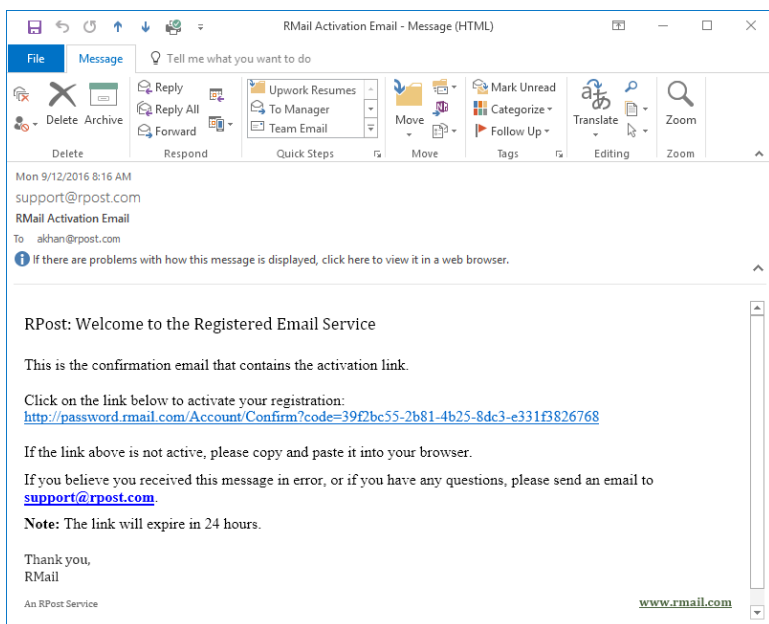 RMail Activation Email - Message (HTML)
File Message Tell me what you want to do
Delete Archive
Reply
Reply All
Forward
Upwork Resumes
To Manager
Team Email
Move
Mark Unread
Categorize
Follow Up
Translate
Zoom
Delete Respond Quick Steps Move Tags Editing Zoom
Mon 9/12/2016 8:16 AM
support@rpost.com
RMail Activation Email
To akhan@rpost.com
If there are problems with how this message is displayed, click here to view it in a web browser.
RPost: Welcome to the Registered Email Service
This is the confirmation email that contains the activation link.
Click on the link below to activate your registration:
http://password.rmail.com/Account/Confirm?code=39f2bc55-2b81-4b25-8dc3-e331f3826768
If the link above is not active, please copy and paste it into your browser.
If you believe you received this message in error, or if you have any questions, please send an email to
support@rpost.com.
Note: The link will expire in 24 hours.
Thank you,
RMail
An RPost Service www.rmail.com